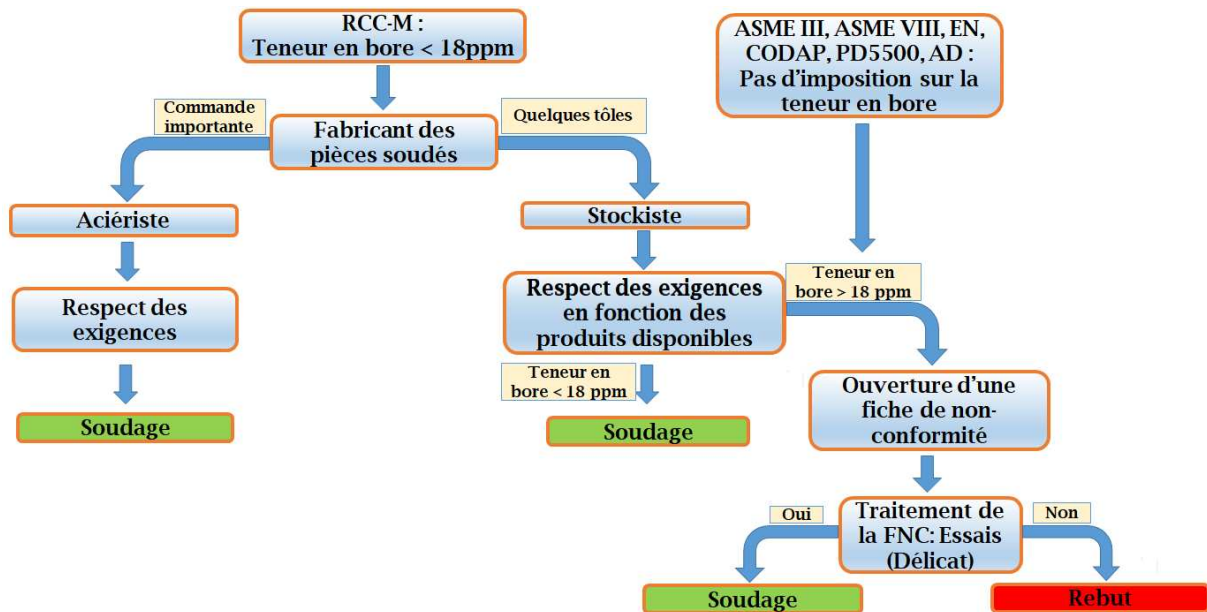 RCC-M :
Teneur en bore < 18ppm
ASME III, ASME VIII, EN,
CODAP, PD5500, AD :
Pas d'imposition sur la
teneur en bore
Commande
importante
Quelques tôles
Fabricant des
pièces soudés
Aciériste
Stockiste
Respect des
exigences
Respect des exigences
en fonction des
produits disponibles
Teneur en
bore > 18 ppm
Teneur en
bore < 18 ppm
Soudage
Soudage
Ouverture d'une
fiche de non-
conformité
Oui
Traitement de
la FNC: Essais
(Délicat)
Non
Soudage
Rebut